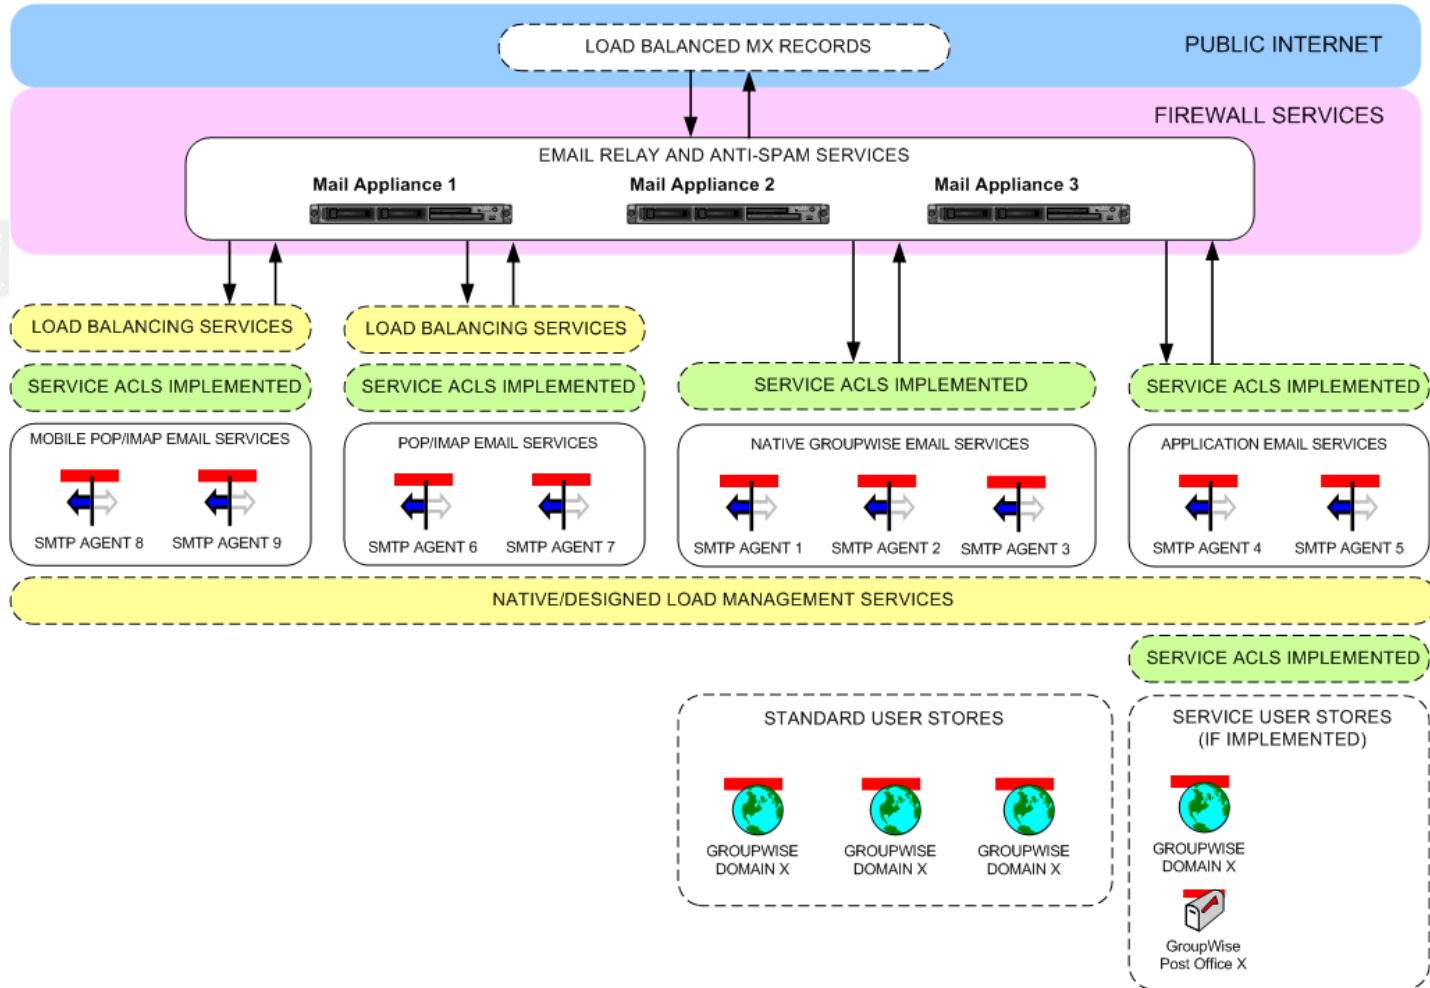 LOAD BALANCED MX RECORDS
PUBLIC INTERNET
FIREWALL SERVICES
EMAIL RELAY AND ANTI-SPAM SERVICES
Mail Appliance 1
Mail Appliance 2
Mail Appliance 3
LOAD BALANCING SERVICES
LOAD BALANCING SERVICES
SERVICE ACLS IMPLEMENTED
SERVICE ACLS IMPLEMENTED
SERVICE ACLS IMPLEMENTED
SERVICE ACLS IMPLEMENTED
MOBILE POP/IMAP EMAIL SERVICES
SMTP AGENT 8
SMTP AGENT 9
POP/IMAP EMAIL SERVICES
SMTP AGENT 6
SMTP AGENT 7
NATIVE GROUPWISE EMAIL SERVICES
SMTP AGENT 1
SMTP AGENT 2
SMTP AGENT 3
APPLICATION EMAIL SERVICES
SMTP AGENT 4
SMTP AGENT 5
NATIVE/DESIGNED LOAD MANAGEMENT SERVICES
SERVICE ACLS IMPLEMENTED
STANDARD USER STORES
GROUPWISE
DOMAIN X
GROUPWISE
DOMAIN X
GROUPWISE
DOMAIN X
SERVICE USER STORES
(IF IMPLEMENTED)
GROUPWISE
DOMAIN X
GroupWise
Post Office X